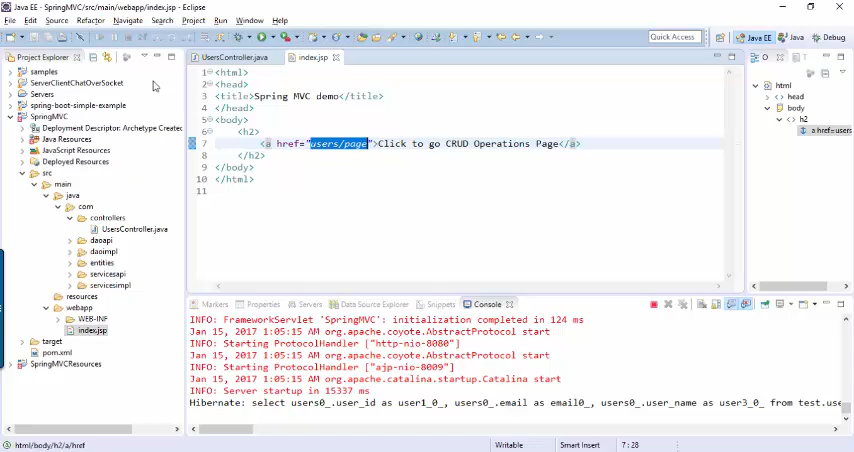 Java EE - SpringMVC/src/main/webapp/index.jsp - Eclipse
File Edit Source Refactor Navigate Search Project Run Window Help
Quick Access Java EE Java Debug
Project Explorer
samples
ServerClientChatOverSocket
Servers
spring-boot-simple-example
SpringMVC
Deployment Descriptor: Archetype Created
Java Resources
JavaScript Resources
Deployed Resources
src
main
java
com
controllers
UsersController.java
daoapi
daoimpl
entities
servicesapi
servicesimpl
resources
webapp
WEB-INF
index.jsp
target
pom.xml
SpringMVCResources
UsersController.java index.jsp
1 <html>
2 <head>
3 <title>Spring MVC demo</title>
4 </head>
5 <body>
6 <h2>
7 <a href="users/page">Click to go CRUD Operations Page</a>
8 </h2>
9 </body>
10 </html>
11
O
html
head
body
h2
a href=users
Markers Properties Servers Data Source Explorer Snippets Console
INFO: FrameworkServlet 'SpringMVC': initialization completed in 124 ms
Jan 15, 2017 1:05:15 AM org.apache.coyote.AbstractProtocol start
INFO: Starting ProtocolHandler ["http-nio-8080"]
Jan 15, 2017 1:05:15 AM org.apache.coyote.AbstractProtocol start
INFO: Starting ProtocolHandler ["ajp-nio-8009"]
Jan 15, 2017 1:05:15 AM org.apache.catalina.startup.Catalina start
INFO: Server startup in 15337 ms
Hibernate: select users0_.user_id as user1_0_, users0_.email as email0_, users0_.user_name as user3_0_ from test.use
html/body/h2/a/href Writable Smart Insert 7 : 28